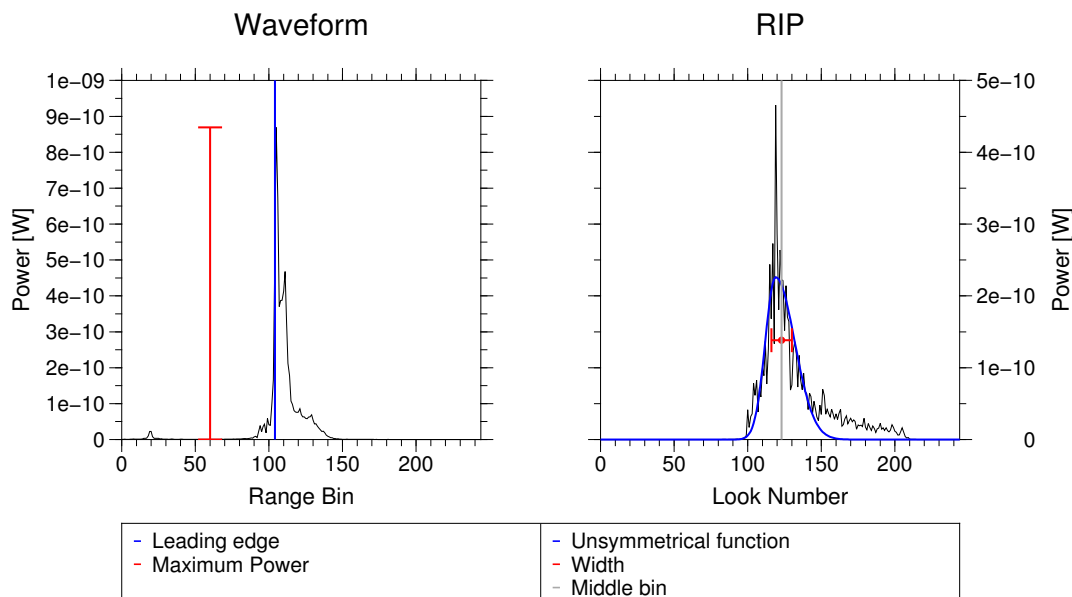 Waveform
RIP
1e−09
9e−10
8e−10
7e−10
6e−10
5e−10
4e−10
3e−10
2e−10
1e−10
0
Power [W]
0 50 100 150 200
Range Bin
5e−10
4e−10
3e−10
2e−10
1e−10
0
Power [W]
0 50 100 150 200
Look Number
Leading edge
Maximum Power
Unsymmetrical function
Width
Middle bin